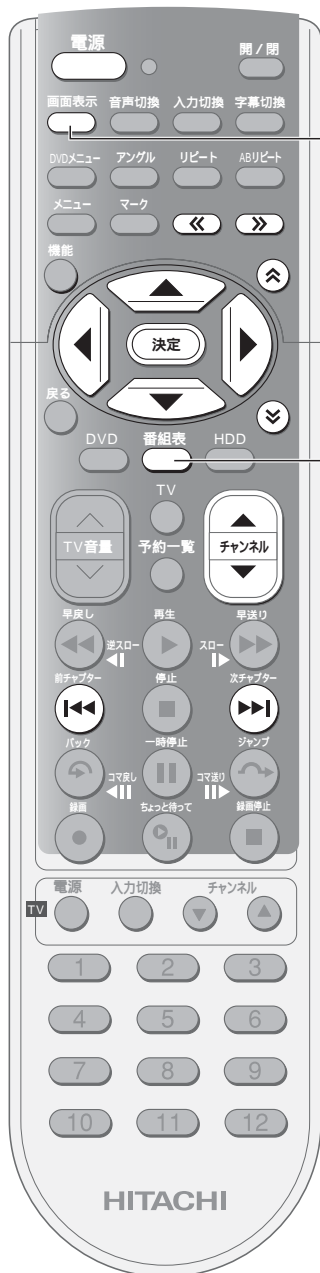 電源 開/閉
画面表示 音声切換 入力切換 字幕切換
DVDメニュー アングル リピート ABリピート
メニュー マーク
機能
決定
戻る
DVD 番組表 HDD
TV
TV音量 予約一覧 チャンネル
早戻し 再生 早送り
逆スロー スロー
前チャプター 停止 次チャプター
バック 一時停止 ジャンプ
コマ戻し コマ送り
録画 ちょっと待って 録画停止
電源 入力切換 チャンネル
TV
1 2 3
4 5 6
7 8 9
10 11 12
HITACHI